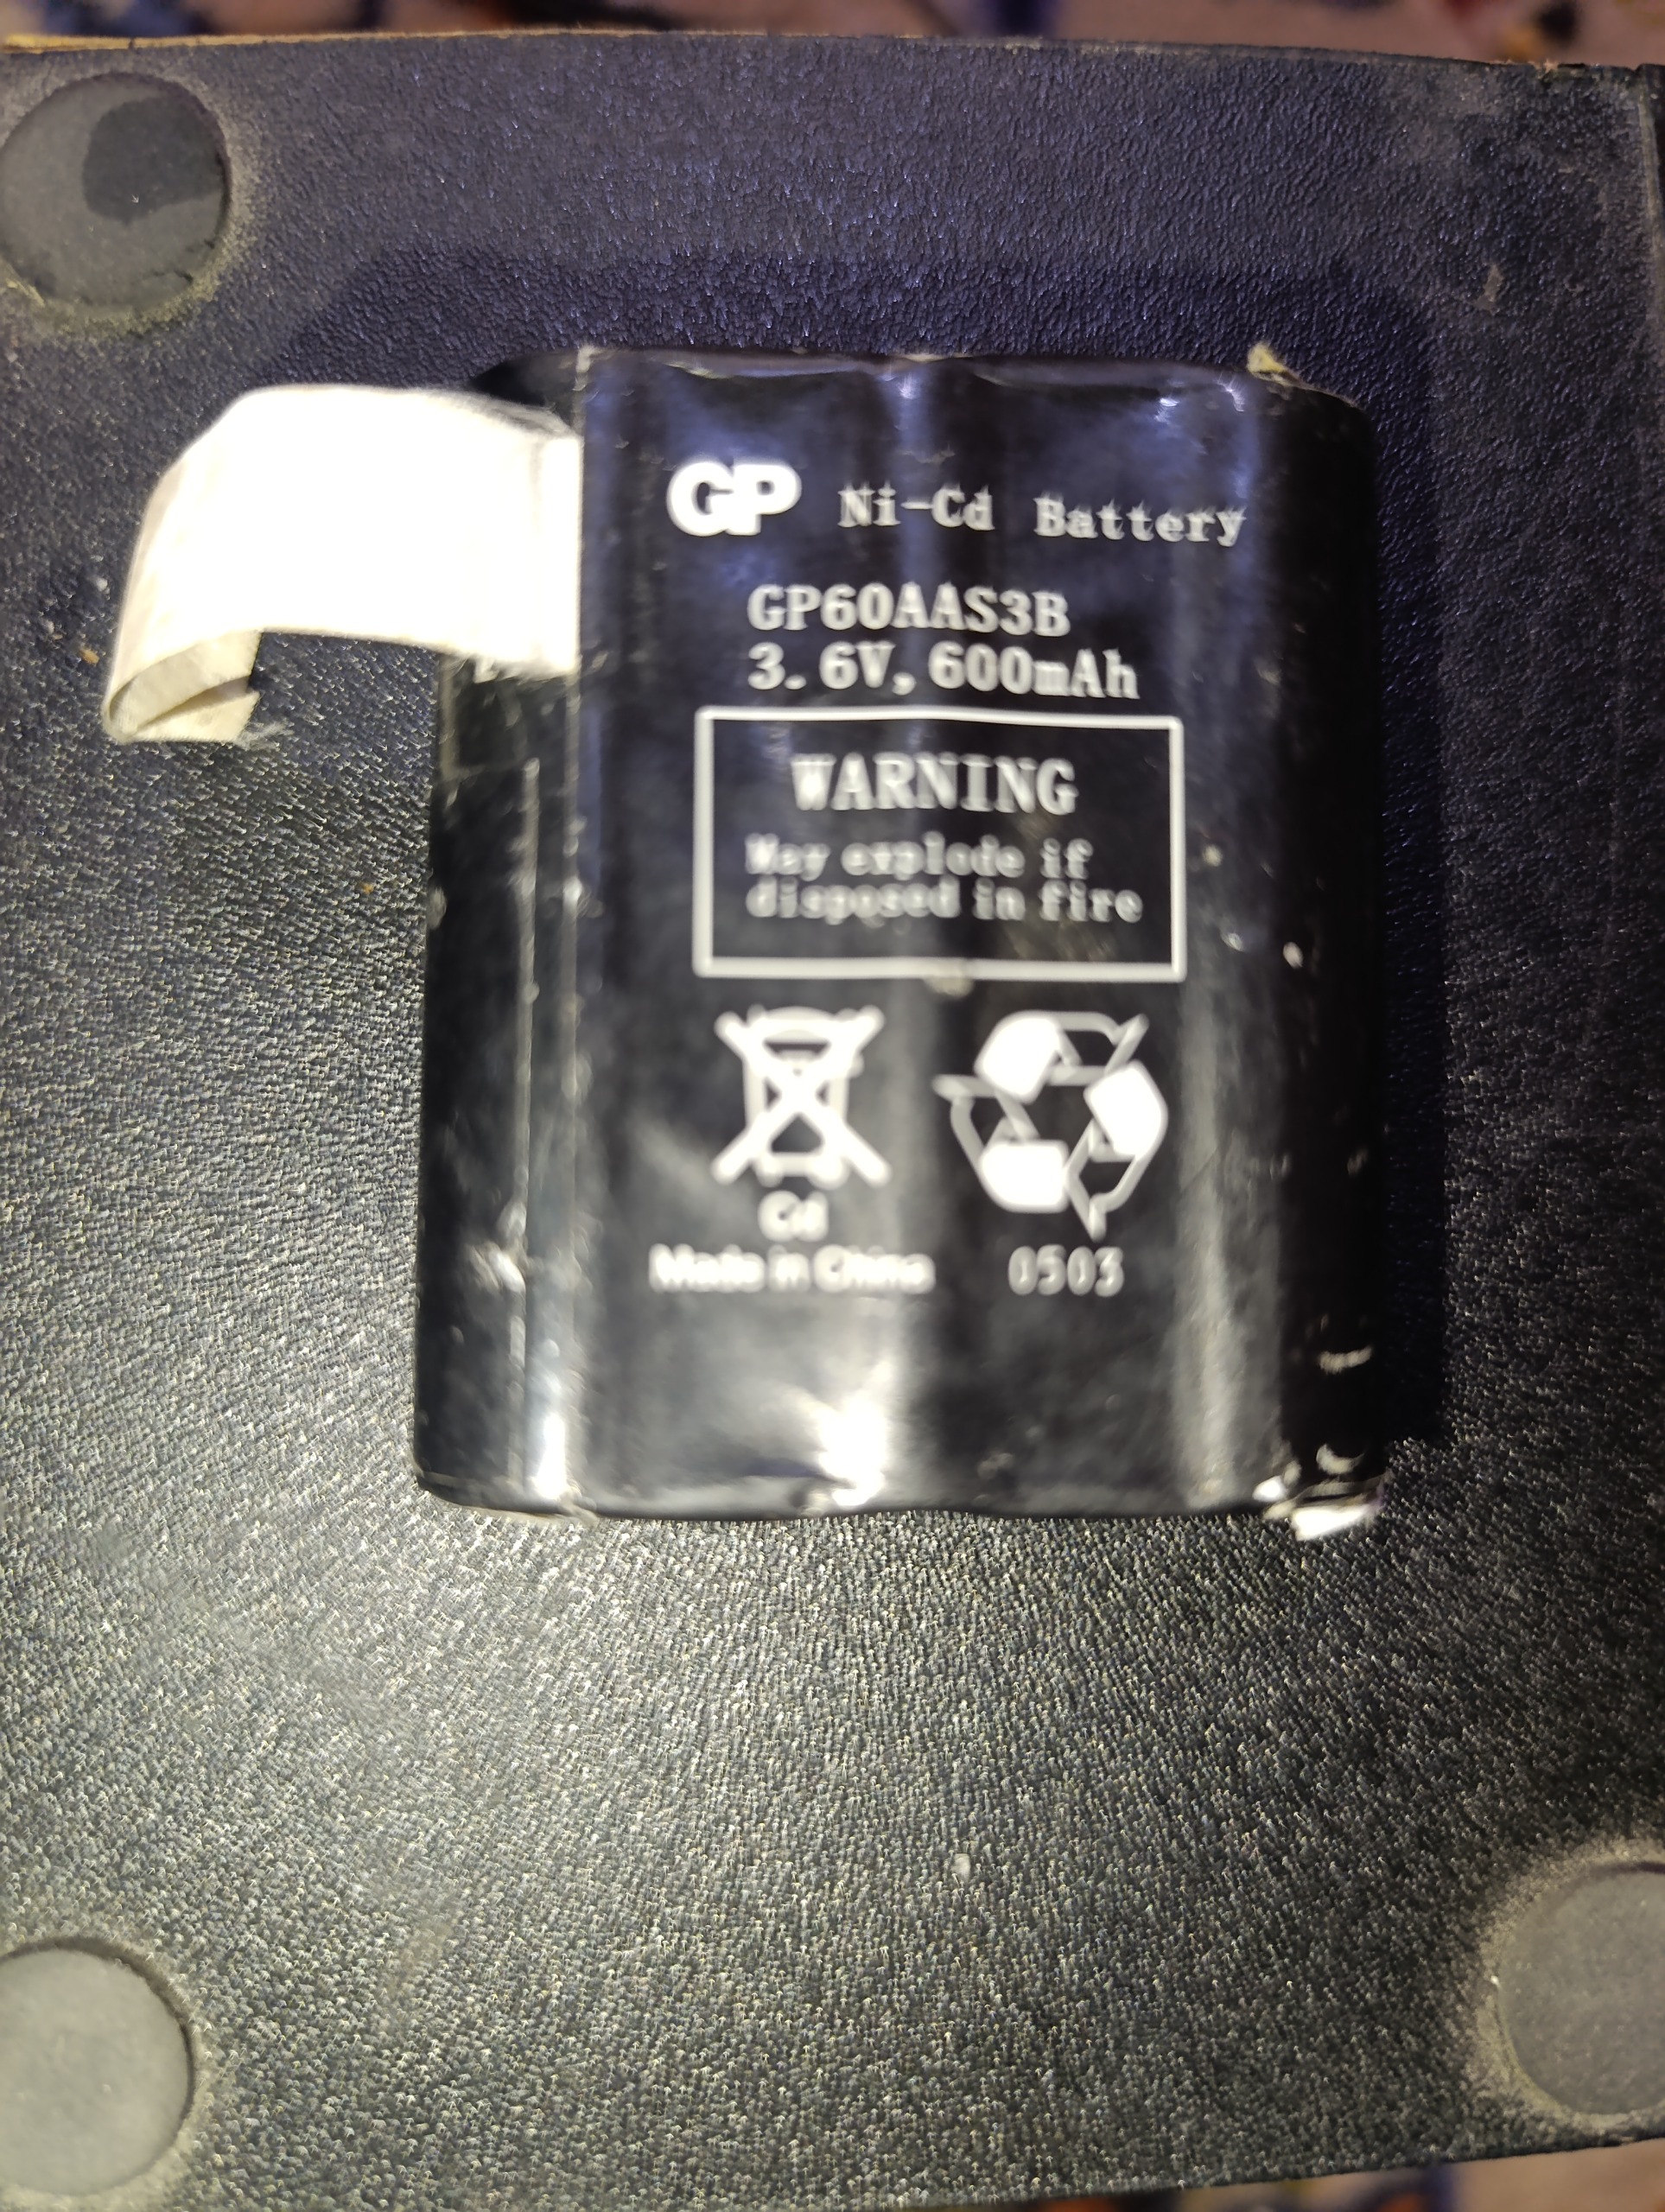 GP Ni-Cd Battery
GP60AAS3B
3.6V, 600mAh
WARNING
May explode if
disposed in fire
Cd
Made in China 0503